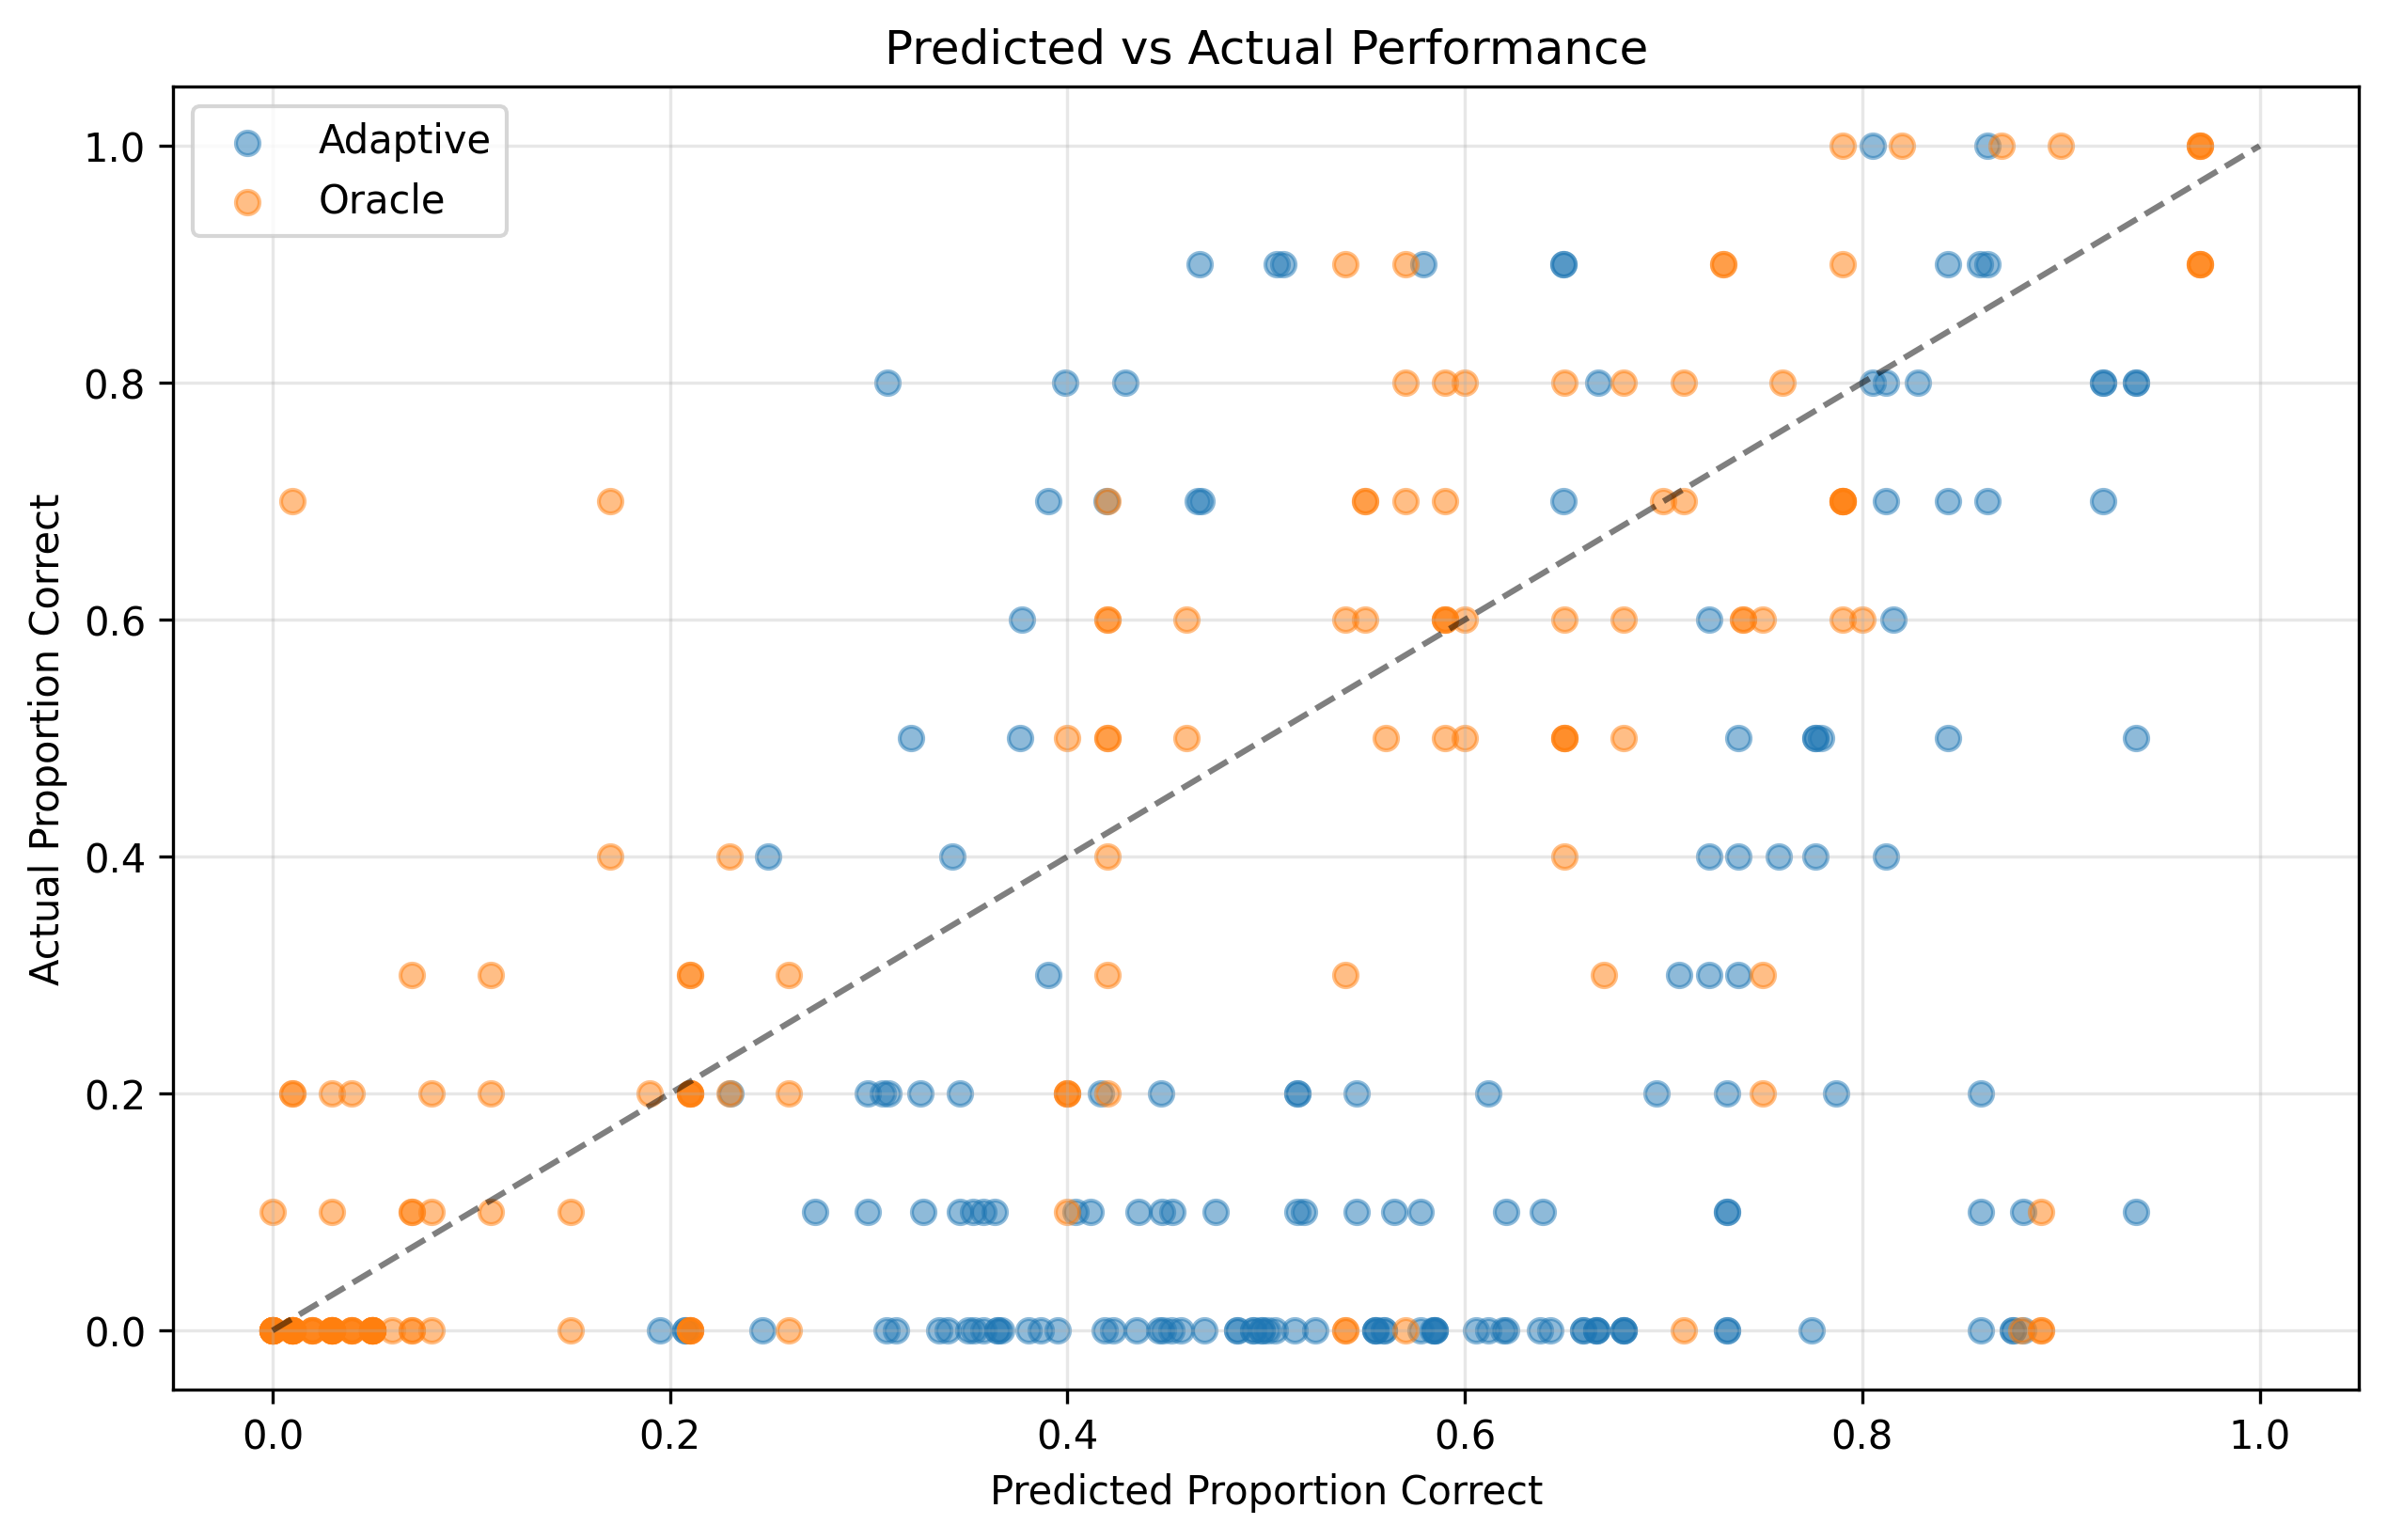 Predicted vs Actual Performance
Adaptive
Oracle
1.0
0.8
0.6
0.4
0.2
0.0
Actual Proportion Correct
0.0 0.2 0.4 0.6 0.8 1.0
Predicted Proportion Correct